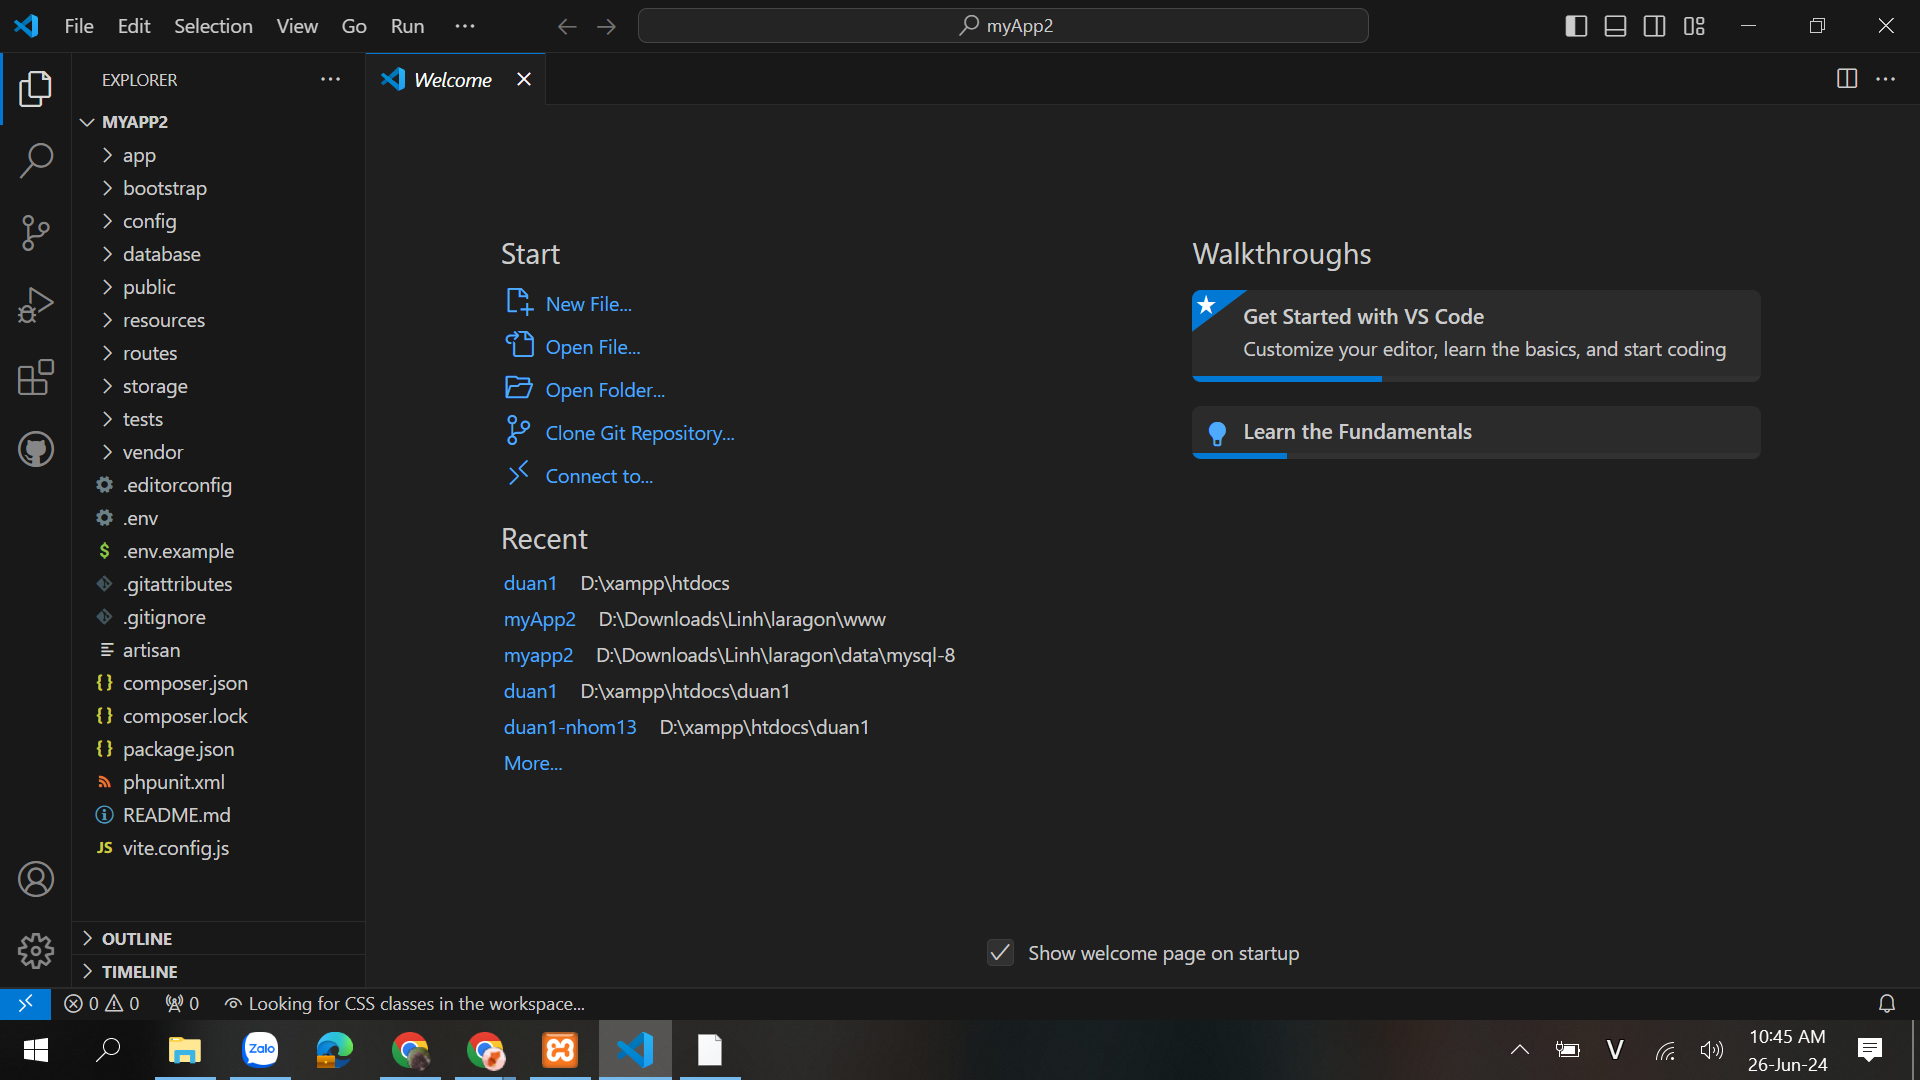 File Edit Selection View Go Run ···
myApp2
EXPLORER
Welcome
MYAPP2
app
bootstrap
config
database
public
resources
routes
storage
tests
vendor
.editorconfig
.env
$ .env.example
.gitattributes
.gitignore
artisan
{} composer.json
{} composer.lock
{} package.json
phpunit.xml
README.md
JS vite.config.js
OUTLINE
TIMELINE
Start
New File...
Open File...
Open Folder...
Clone Git Repository...
Connect to...
Recent
duan1 D:\xampp\htdocs
myApp2 D:\Downloads\Linh\laragon\www
myapp2 D:\Downloads\Linh\laragon\data\mysql-8
duan1 D:\xampp\htdocs\duan1
duan1-nhom13 D:\xampp\htdocs\duan1
More...
Walkthroughs
Get Started with VS Code
Customize your editor, learn the basics, and start coding
Learn the Fundamentals
Show welcome page on startup
0 0 0 Looking for CSS classes in the workspace...
Zalo
V
10:45 AM
26-Jun-24